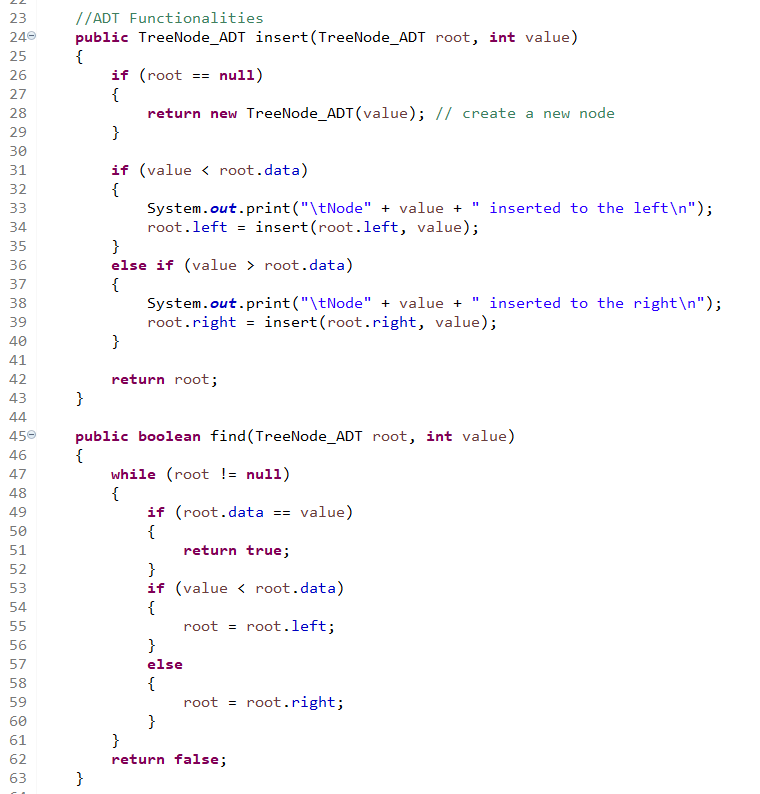 23 //ADT Functionalities
24 public TreeNode_ADT insert(TreeNode_ADT root, int value)
25 {
26 if (root == null)
27 {
28 return new TreeNode_ADT(value); // create a new node
29 }
30
31 if (value < root.data)
32 {
33 System.out.print("\tNode" + value + " inserted to the left\n");
34 root.left = insert(root.left, value);
35 }
36 else if (value > root.data)
37 {
38 System.out.print("\tNode" + value + " inserted to the right\n");
39 root.right = insert(root.right, value);
40 }
41
42 return root;
43 }
44
45 public boolean find(TreeNode_ADT root, int value)
46 {
47 while (root != null)
48 {
49 if (root.data == value)
50 {
51 return true;
52 }
53 if (value < root.data)
54 {
55 root = root.left;
56 }
57 else
58 {
59 root = root.right;
60 }
61 }
62 return false;
63 }